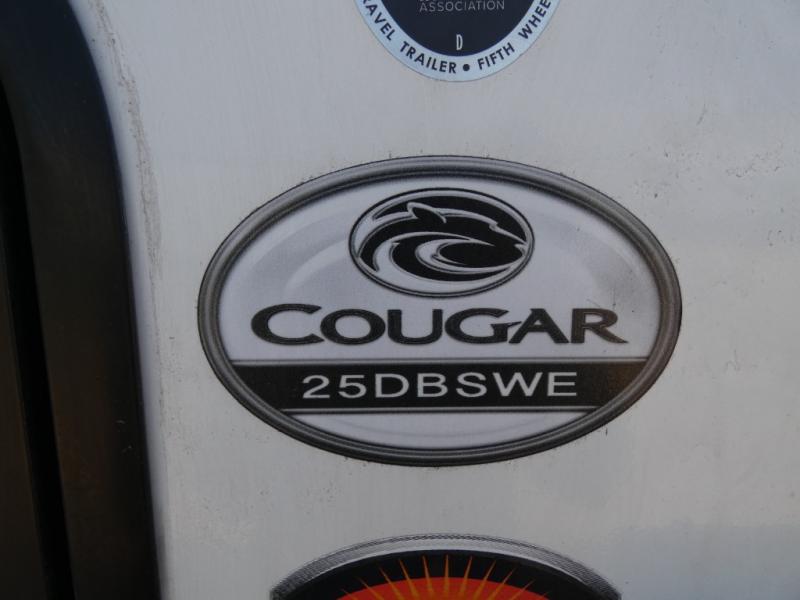 ASSOCIATION
D
TRAVEL TRAILER • FIFTH WHEEL
COUGAR
25DBSWE